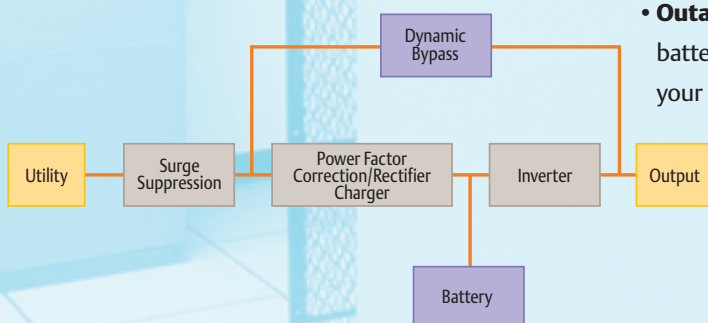 • Outa
batte
your
Dynamic
Bypass
Utility
Surge
Suppression
Power Factor
Correction/Rectifier
Charger
Inverter
Output
Battery